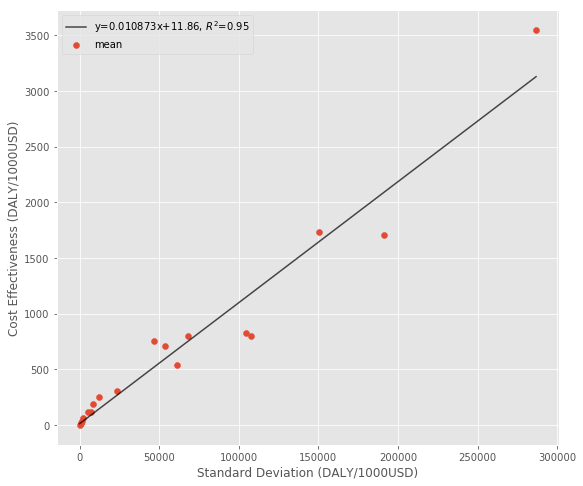 y=0.010873x+11.86, R²=0.95
mean
3500
3000
2500
2000
1500
1000
500
0
Cost Effectiveness (DALY/1000USD)
0 50000 100000 150000 200000 250000 300000
Standard Deviation (DALY/1000USD)